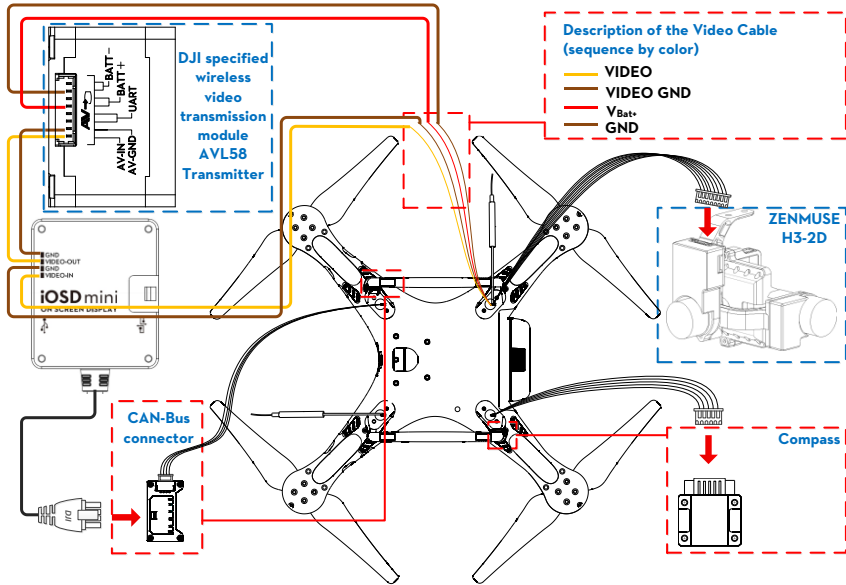 DJI specified
wireless
video
transmission
module
AVL58
Transmitter
BATT-
BATT+
UART
AV-IN
AV-GND
AV
Description of the Video Cable
(sequence by color)
VIDEO
VIDEO GND
VBat+
GND
ZENMUSE
H3-2D
GND
VIDEO-OUT
GND
VIDEO-IN
iOSD mini
ON SCREEN DISPLAY
CAN-Bus
connector
Compass
DJI